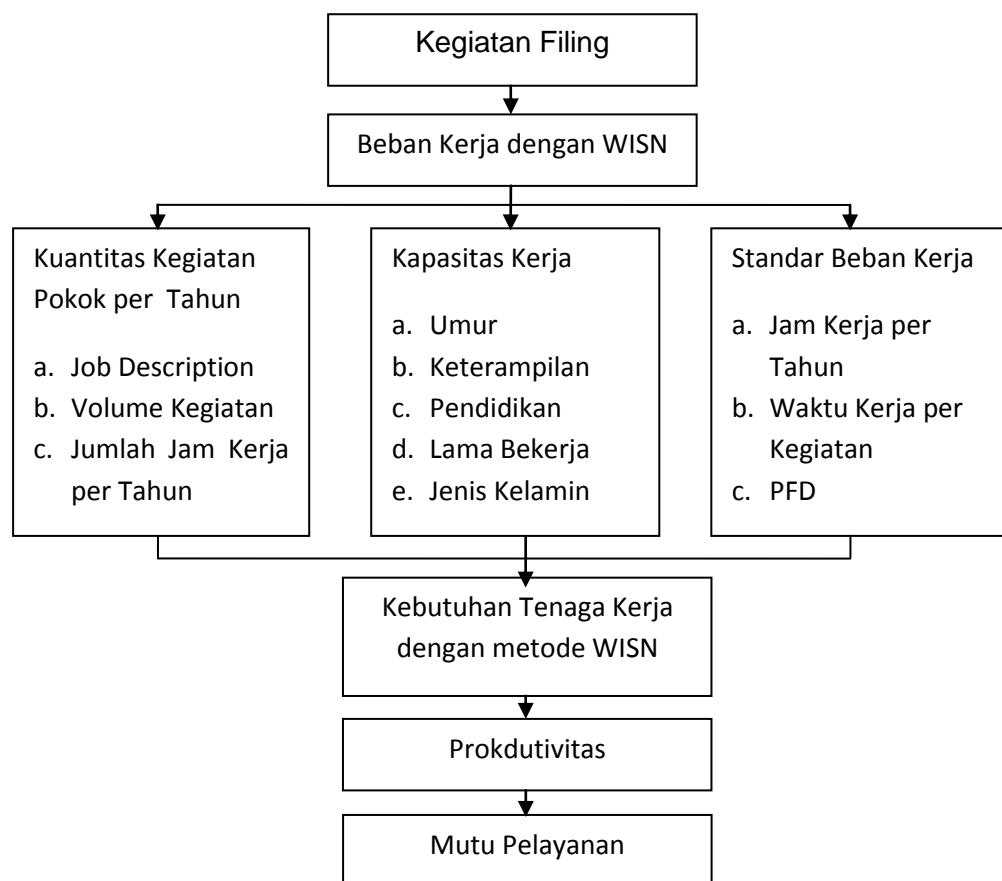 Kegiatan Filing
Beban Kerja dengan WISN
Kuantitas Kegiatan
Pokok per Tahun
a. Job Description
b. Volume Kegiatan
c. Jumlah Jam Kerja
per Tahun
Kapasitas Kerja
a. Umur
b. Keterampilan
c. Pendidikan
d. Lama Bekerja
e. Jenis Kelamin
Standar Beban Kerja
a. Jam Kerja per
Tahun
b. Waktu Kerja per
Kegiatan
c. PFD
Kebutuhan Tenaga Kerja
dengan metode WISN
Prokdutivitas
Mutu Pelayanan